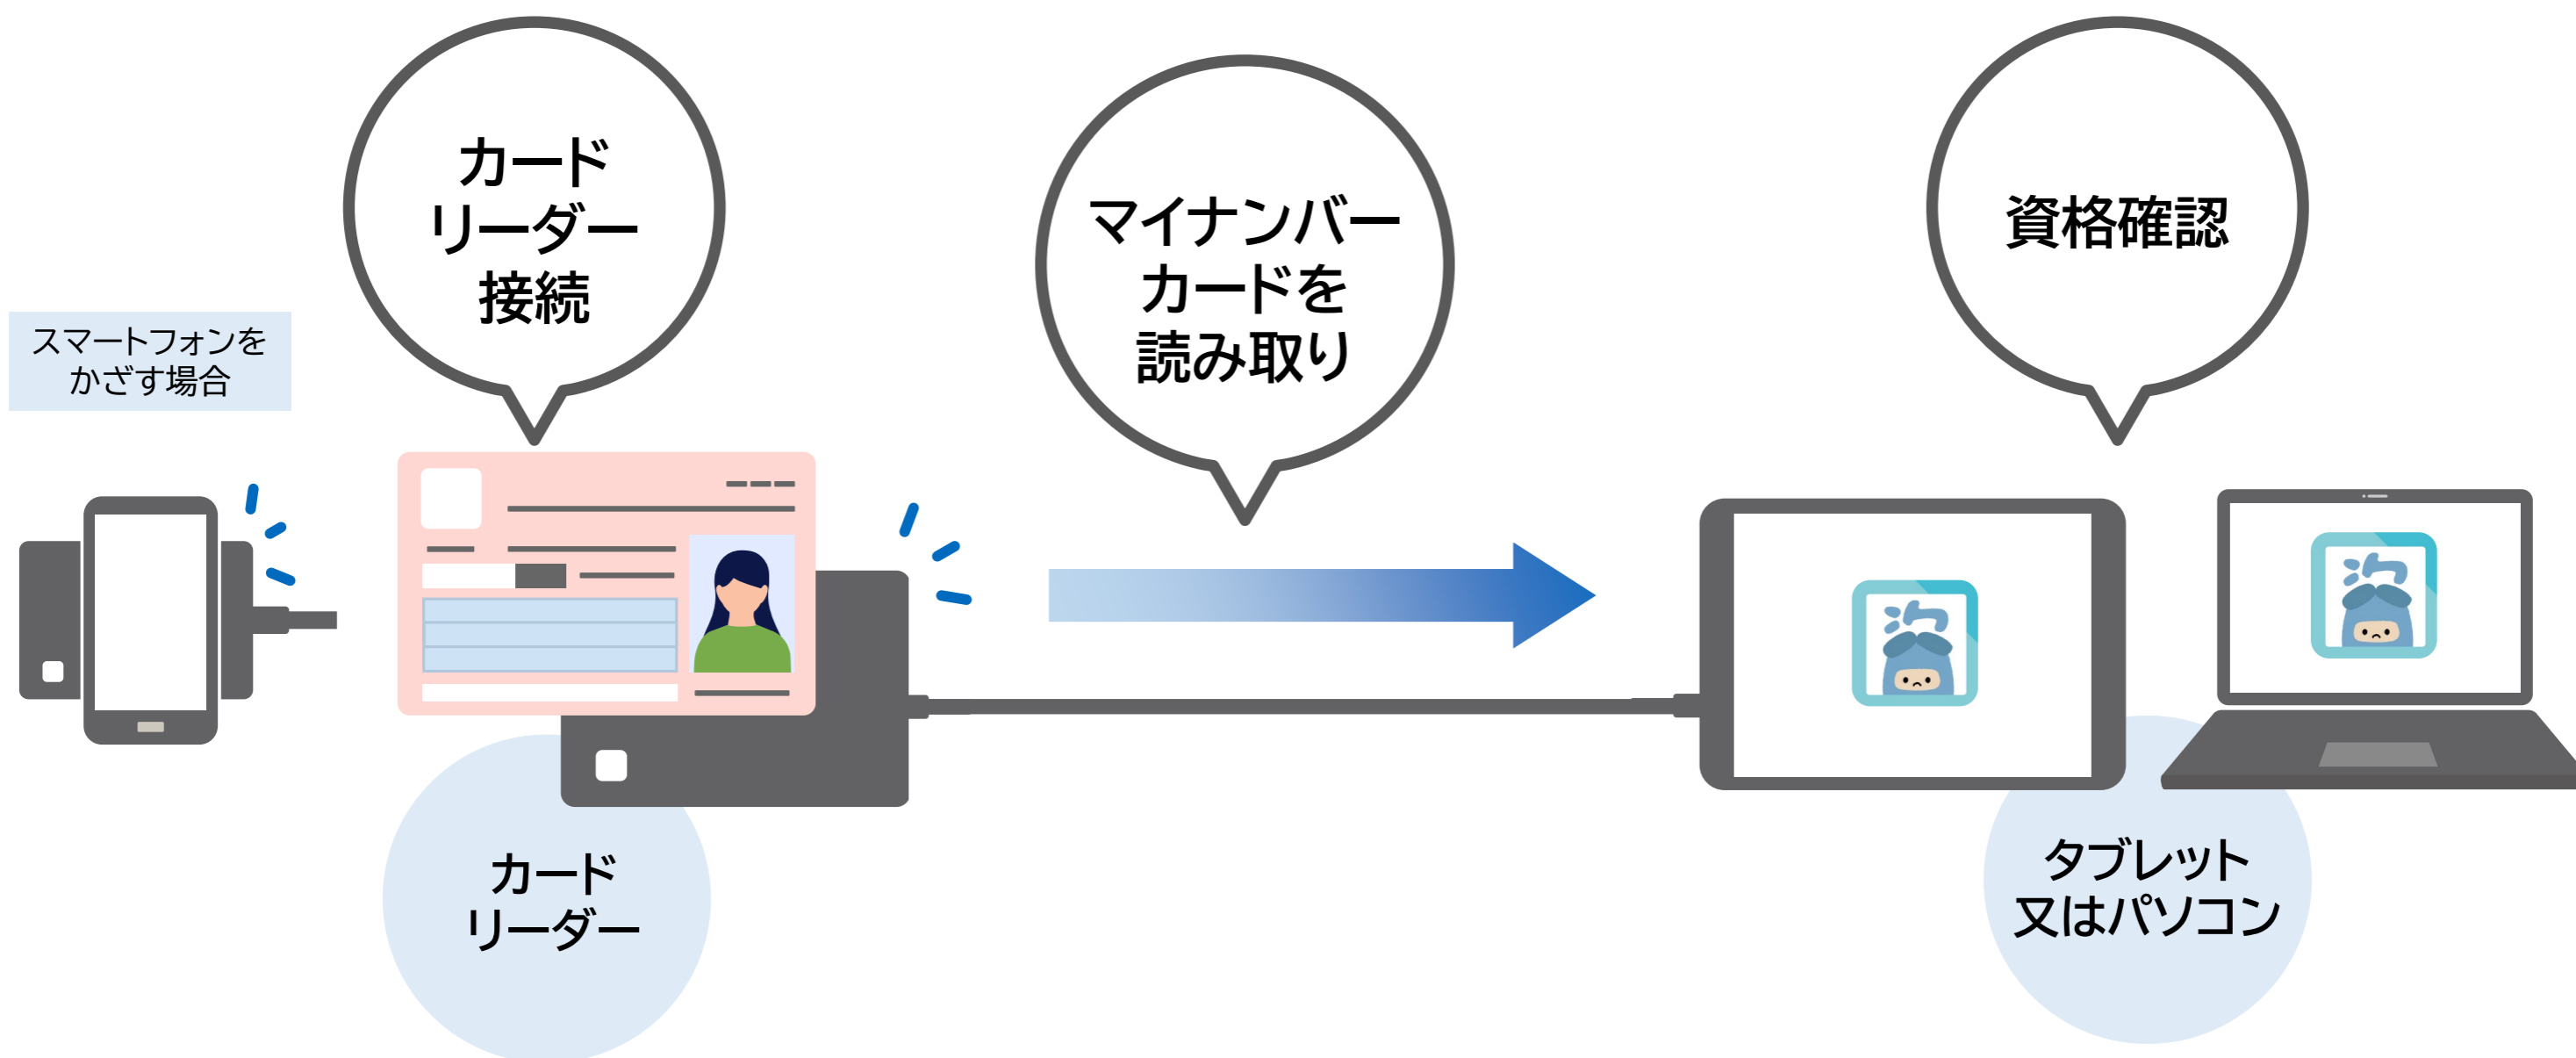 カード
リーダー
接続
マイナンバー
カードを
読み取り
資格確認
スマートフォンを
かざす場合
カード
リーダー
タブレット
又はパソコン